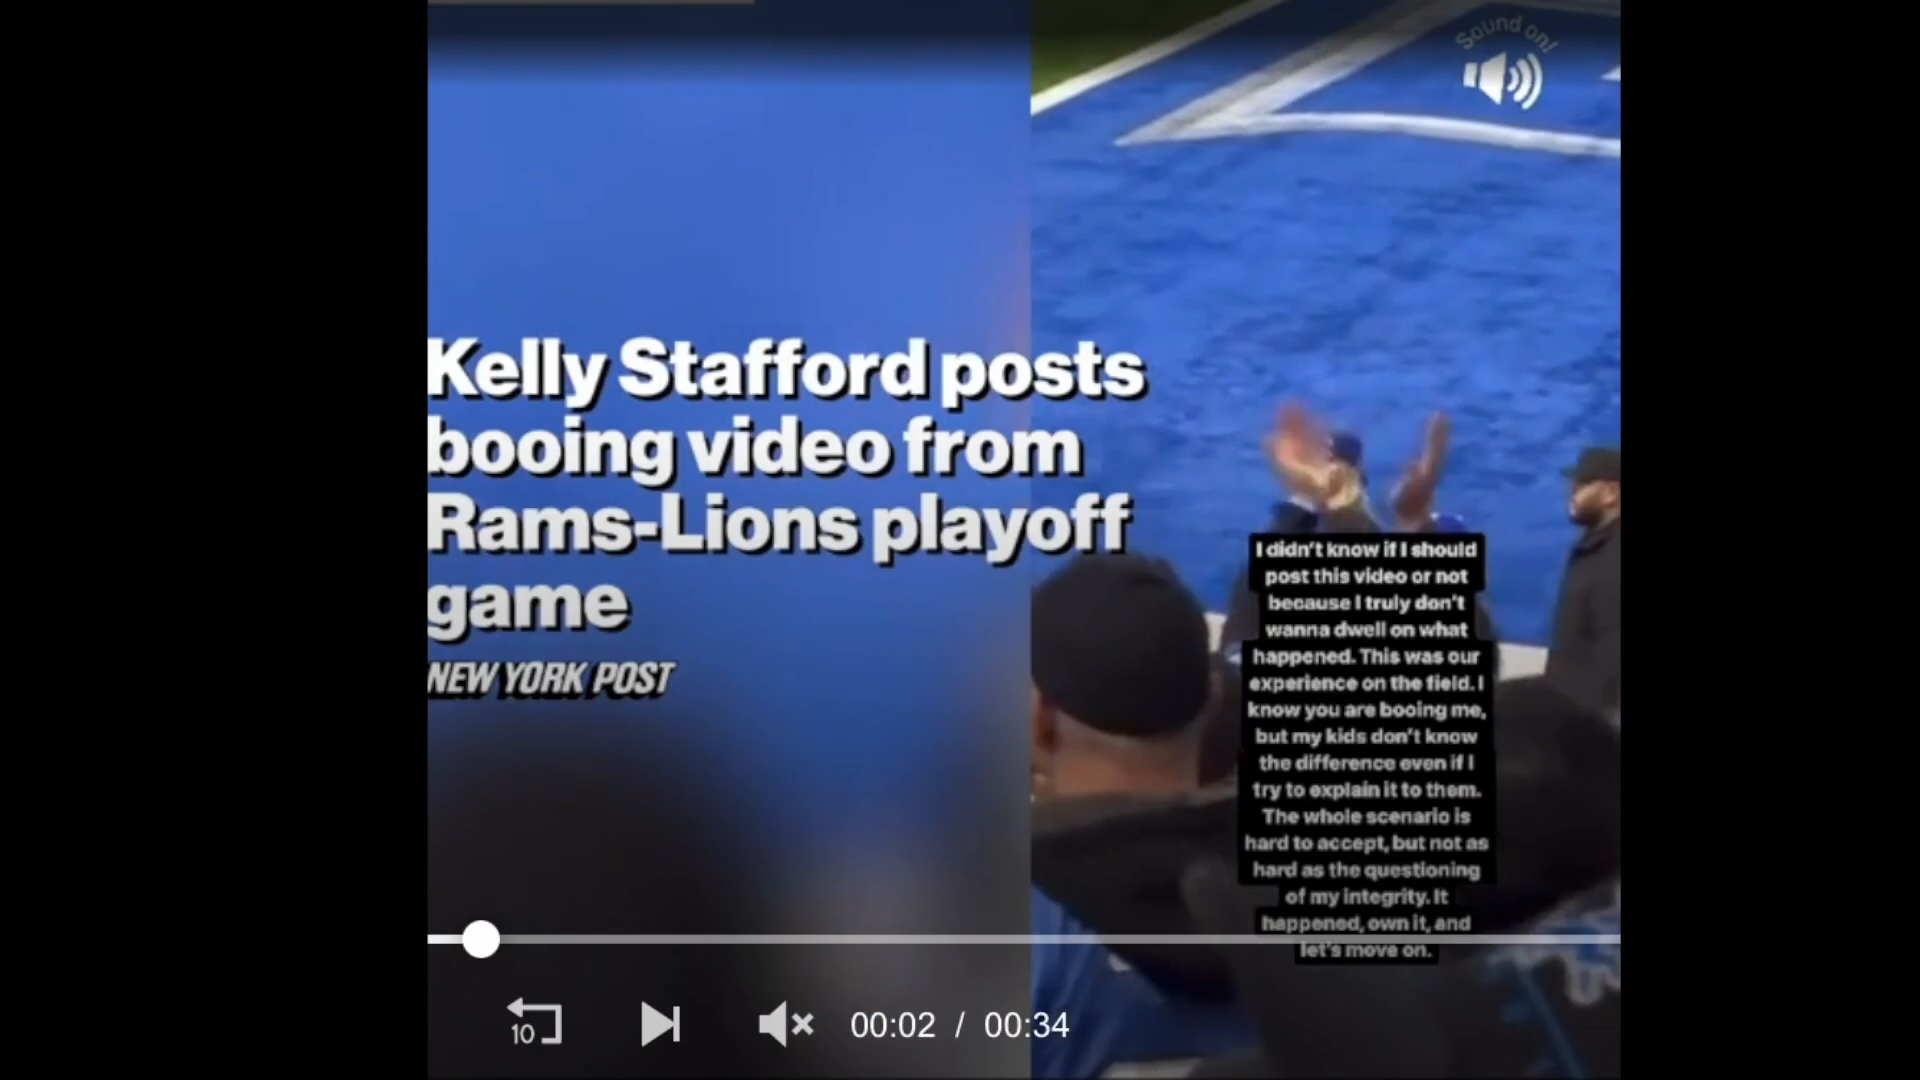 Sound on!
Kelly Stafford posts
booing video from
Rams-Lions playoff
game
NEW YORK POST
I didn't know if I should
post this video or not
because I truly don't
wanna dwell on what
happened. This was our
experience on the field. I
know you are booing me,
but my kids don't know
the difference even if I
try to explain it to them.
The whole scenario is
hard to accept, but not as
hard as the questioning
of my integrity. It
happened, own it, and
let's move on.
10
00:02 / 00:34